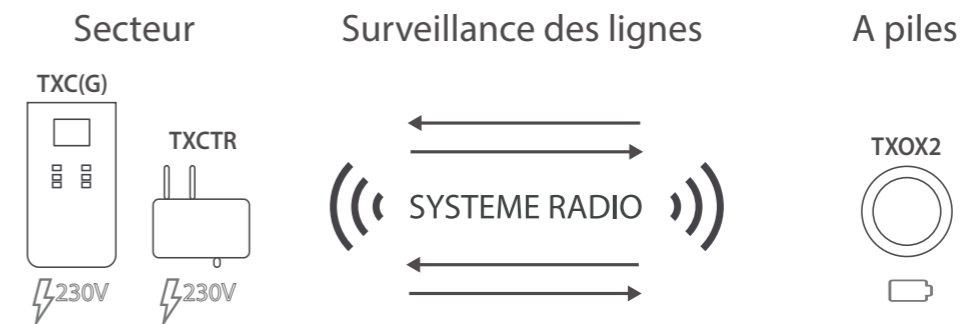 Secteur Surveillance des lignes A piles
TXC(G)
TXCTR TXOX2
SYSTEME RADIO
230V 230V